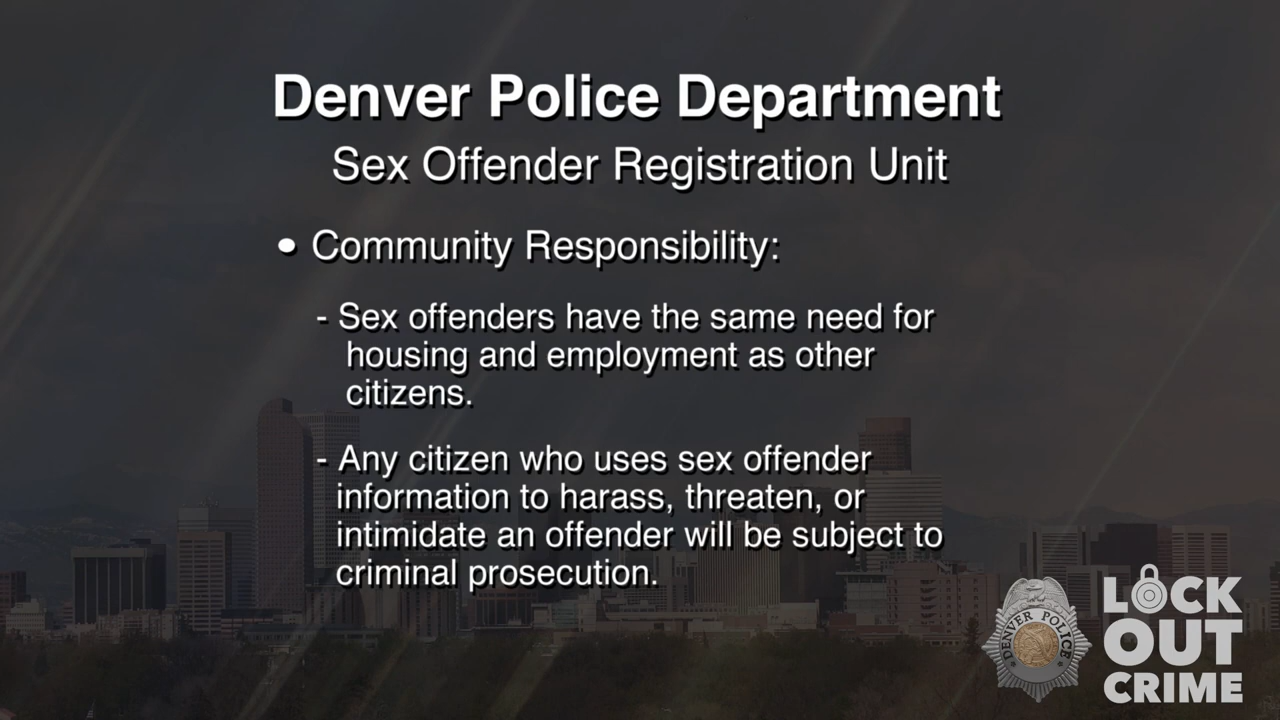 Denver Police Department
Sex Offender Registration Unit
• Community Responsibility:
- Sex offenders have the same need for
housing and employment as other
citizens.
- Any citizen who uses sex offender
information to harass, threaten, or
intimidate an offender will be subject to
criminal prosecution.
DENVER POLICE
LOCK
OUT
CRIME